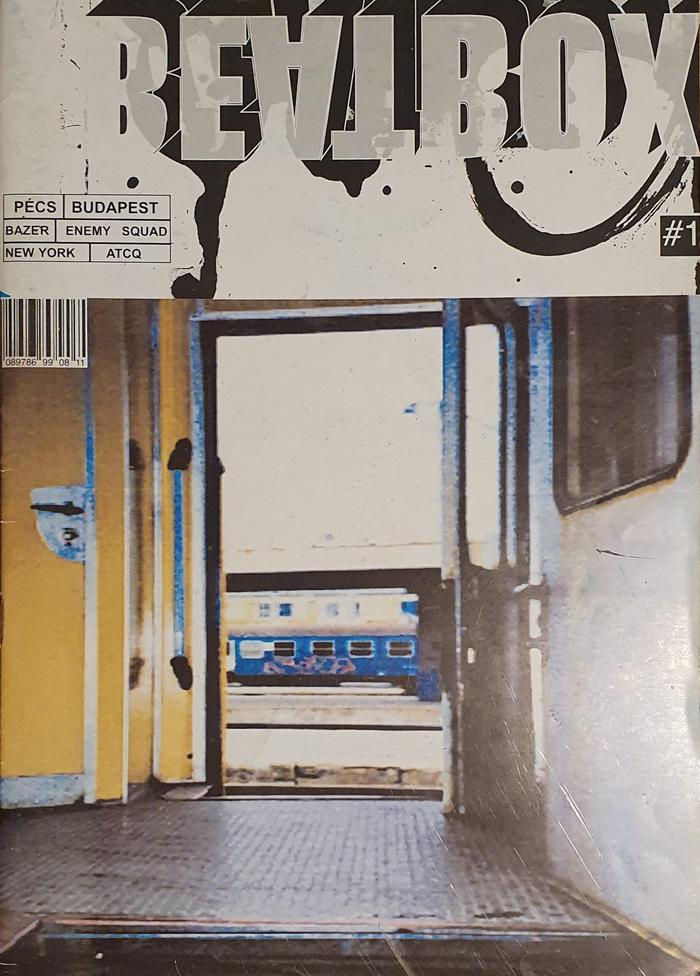 BEATBOX
PÉCS BUDAPEST
BAZER ENEMY SQUAD
NEW YORK ATCQ
#1
089786 99 08 11